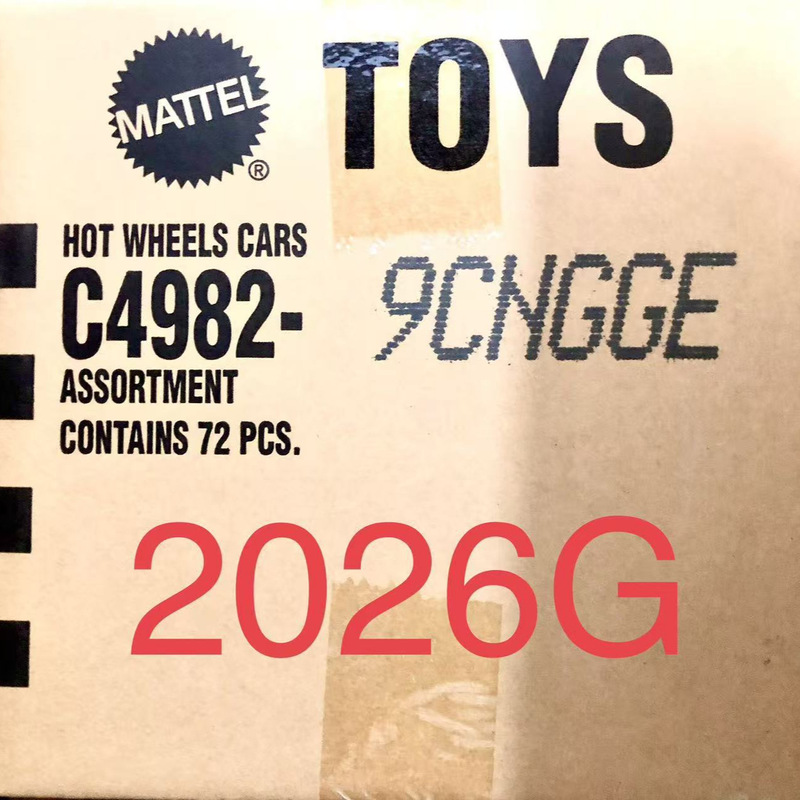 MATTEL ®
TOYS
HOT WHEELS CARS
C4982-
9CNGGE
ASSORTMENT
CONTAINS 72 PCS.
2026G